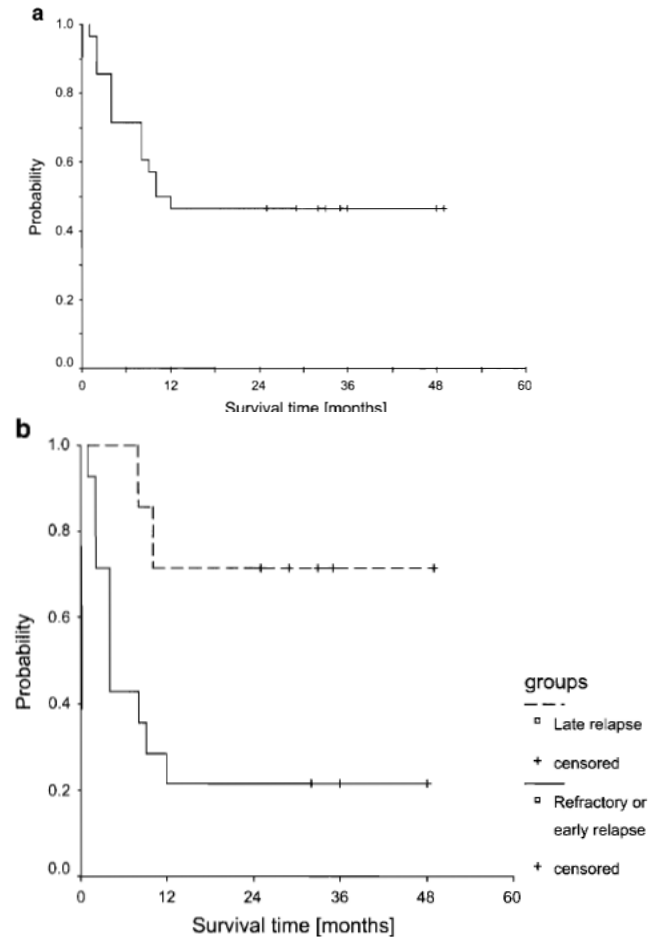 a
1.0
0.8
0.6
0.4
0.2
0.0
Probability
0 12 24 36 48 60
Survival time [months]
b
1.0
0.8
0.6
0.4
0.2
0.0
Probability
0 12 24 36 48 60
Survival time [months]
groups
Late relapse
+ censored
Refractory or
early relapse
+ censored